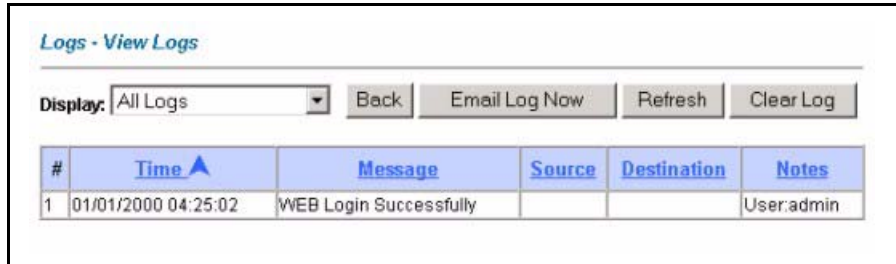 Logs - View Logs
Display: All Logs Back Email Log Now Refresh Clear Log
# Time Message Source Destination Notes
1 01/01/2000 04:25:02 WEB Login Successfully User:admin